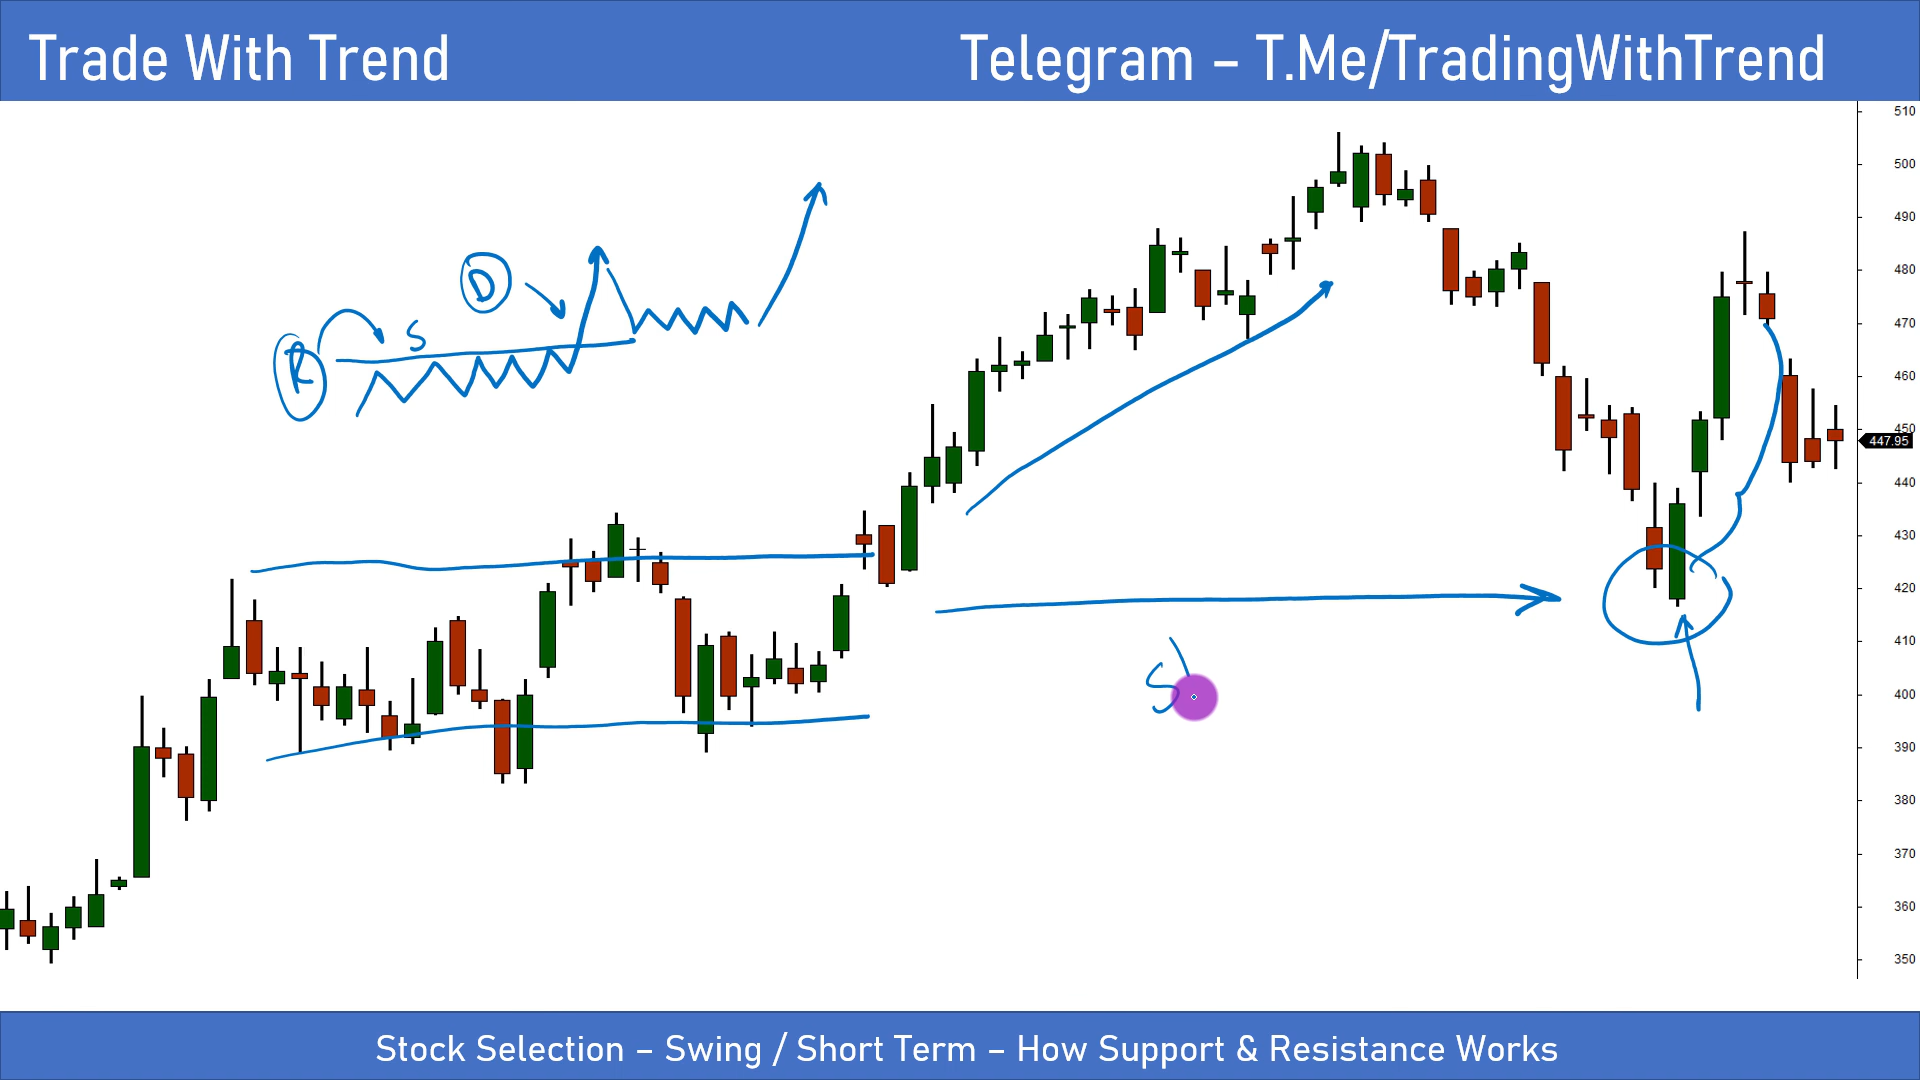 Trade With Trend
Telegram – T.Me/TradingWithTrend
510
500
490
480
470
460
450
447.95
440
430
420
410
400
390
380
370
360
350
D
S
R
S
Stock Selection – Swing / Short Term – How Support & Resistance Works